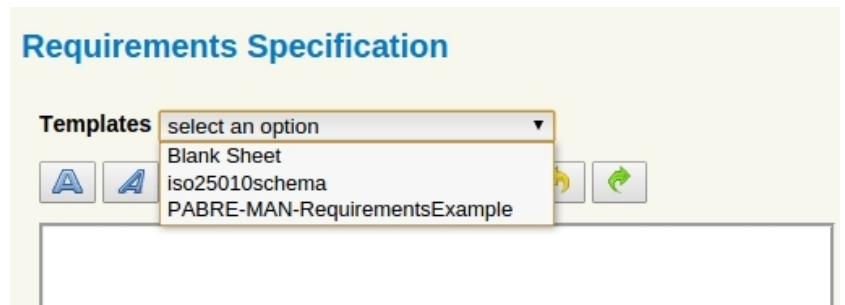 Requirements Specification
Templates select an option
Blank Sheet
iso25010schema
PABRE-MAN-RequirementsExample